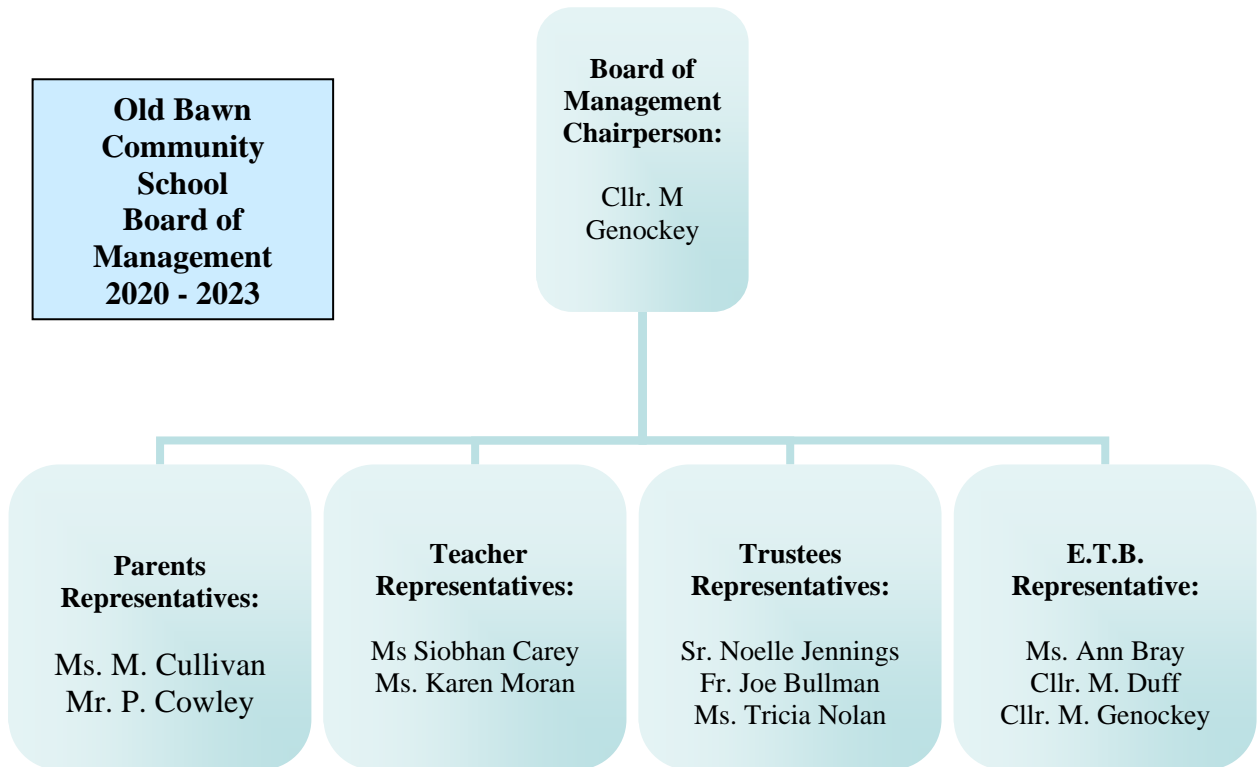 Old Bawn
Community
School
Board of
Management
2020 - 2023
Board of
Management
Chairperson:
Cllr. M
Genockey
Parents
Representatives:
Ms. M. Cullivan
Mr. P. Cowley
Teacher
Representatives:
Ms Siobhan Carey
Ms. Karen Moran
Trustees
Representatives:
Sr. Noelle Jennings
Fr. Joe Bullman
Ms. Tricia Nolan
E.T.B.
Representative:
Ms. Ann Bray
Cllr. M. Duff
Cllr. M. Genockey